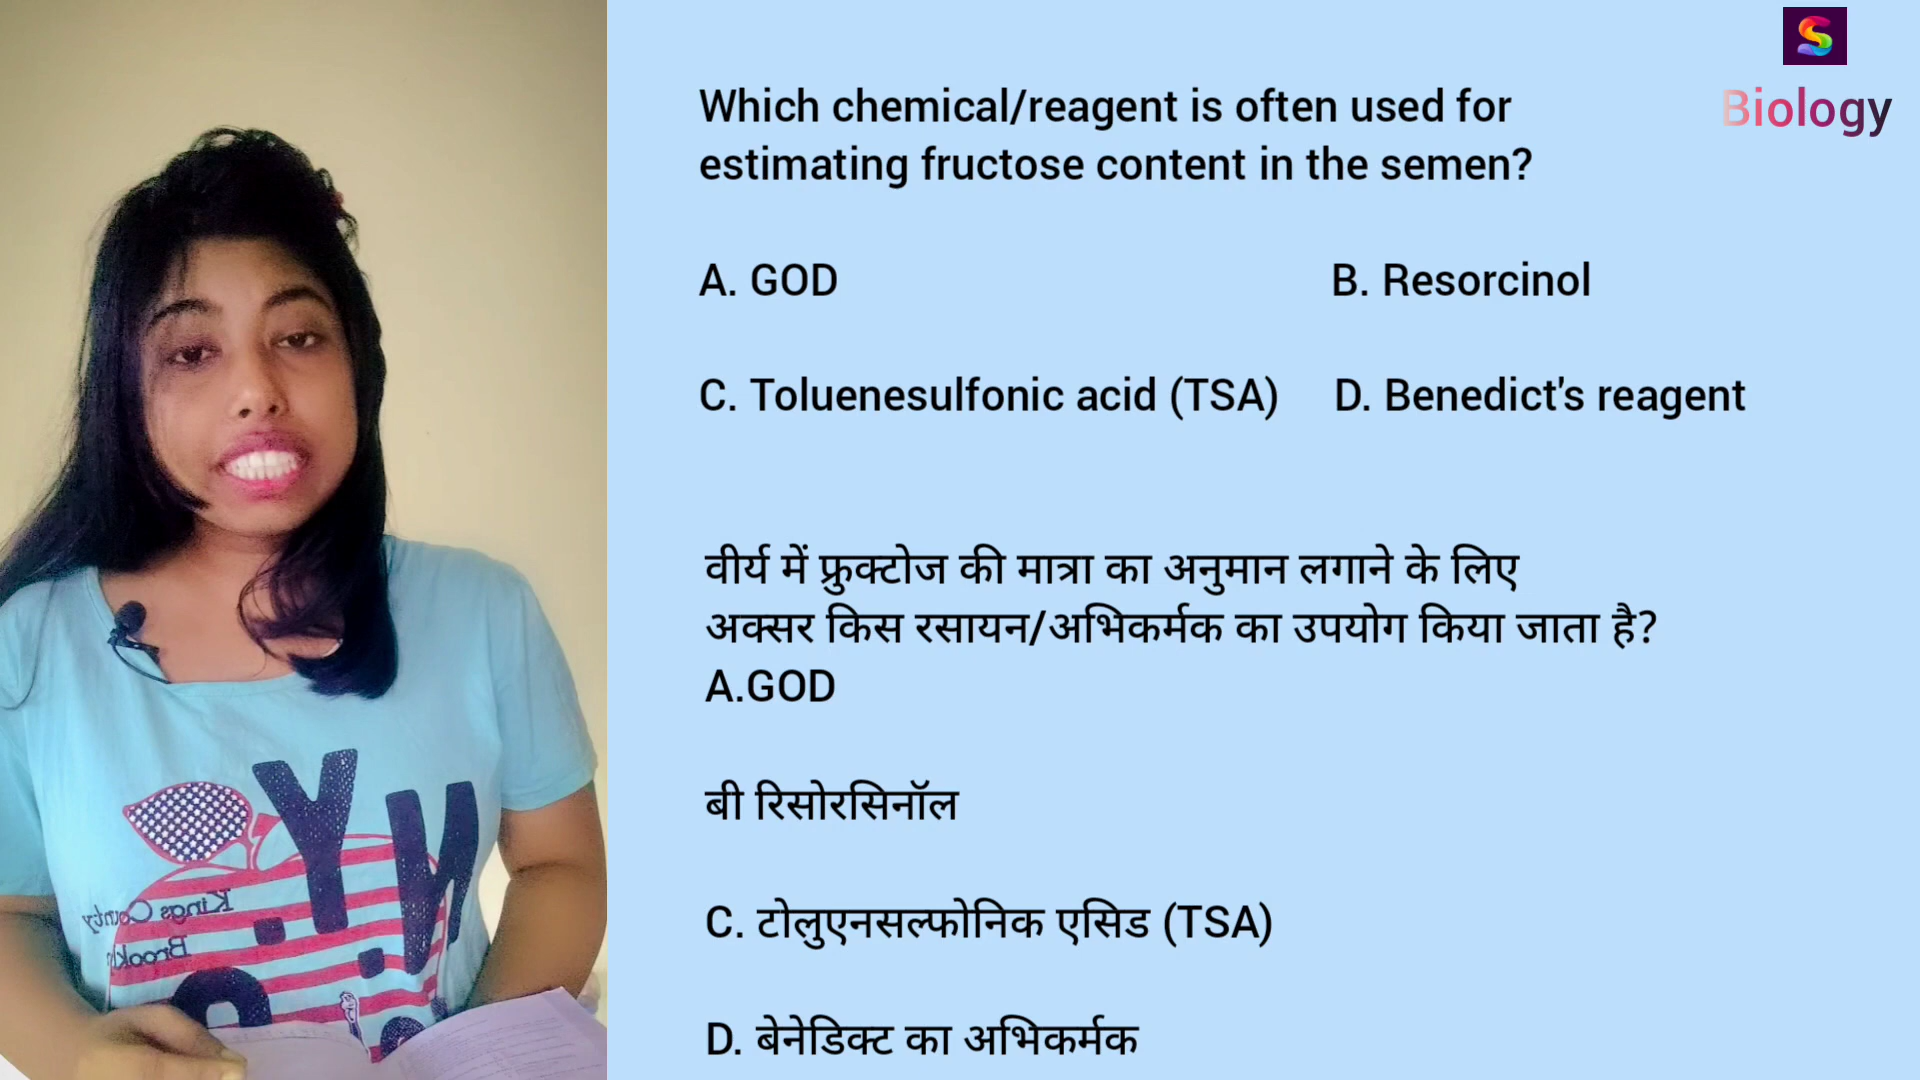 S
Biology
Which chemical/reagent is often used for
estimating fructose content in the semen?
A. GOD B. Resorcinol
C. Toluenesulfonic acid (TSA) D. Benedict's reagent
वीर्य में फ्रुक्टोज की मात्रा का अनुमान लगाने के लिए
अक्सर किस रसायन/अभिकर्मक का उपयोग किया जाता है?
A.GOD
बी रिसोरसिनॉल
C. टोलुएनसल्फोनिक एसिड (TSA)
D. बेनेडिक्ट का अभिकर्मक
N.Y.
Kings County